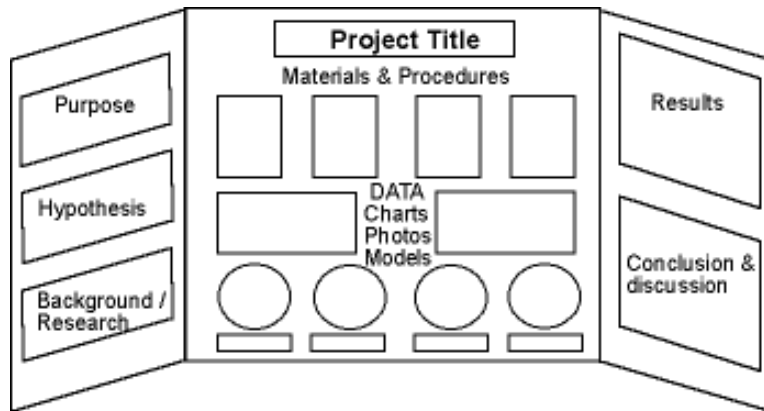 Project Title
Materials & Procedures
Purpose
Hypothesis
Background /
Research
DATA
Charts
Photos
Models
Results
Conclusion &
discussion